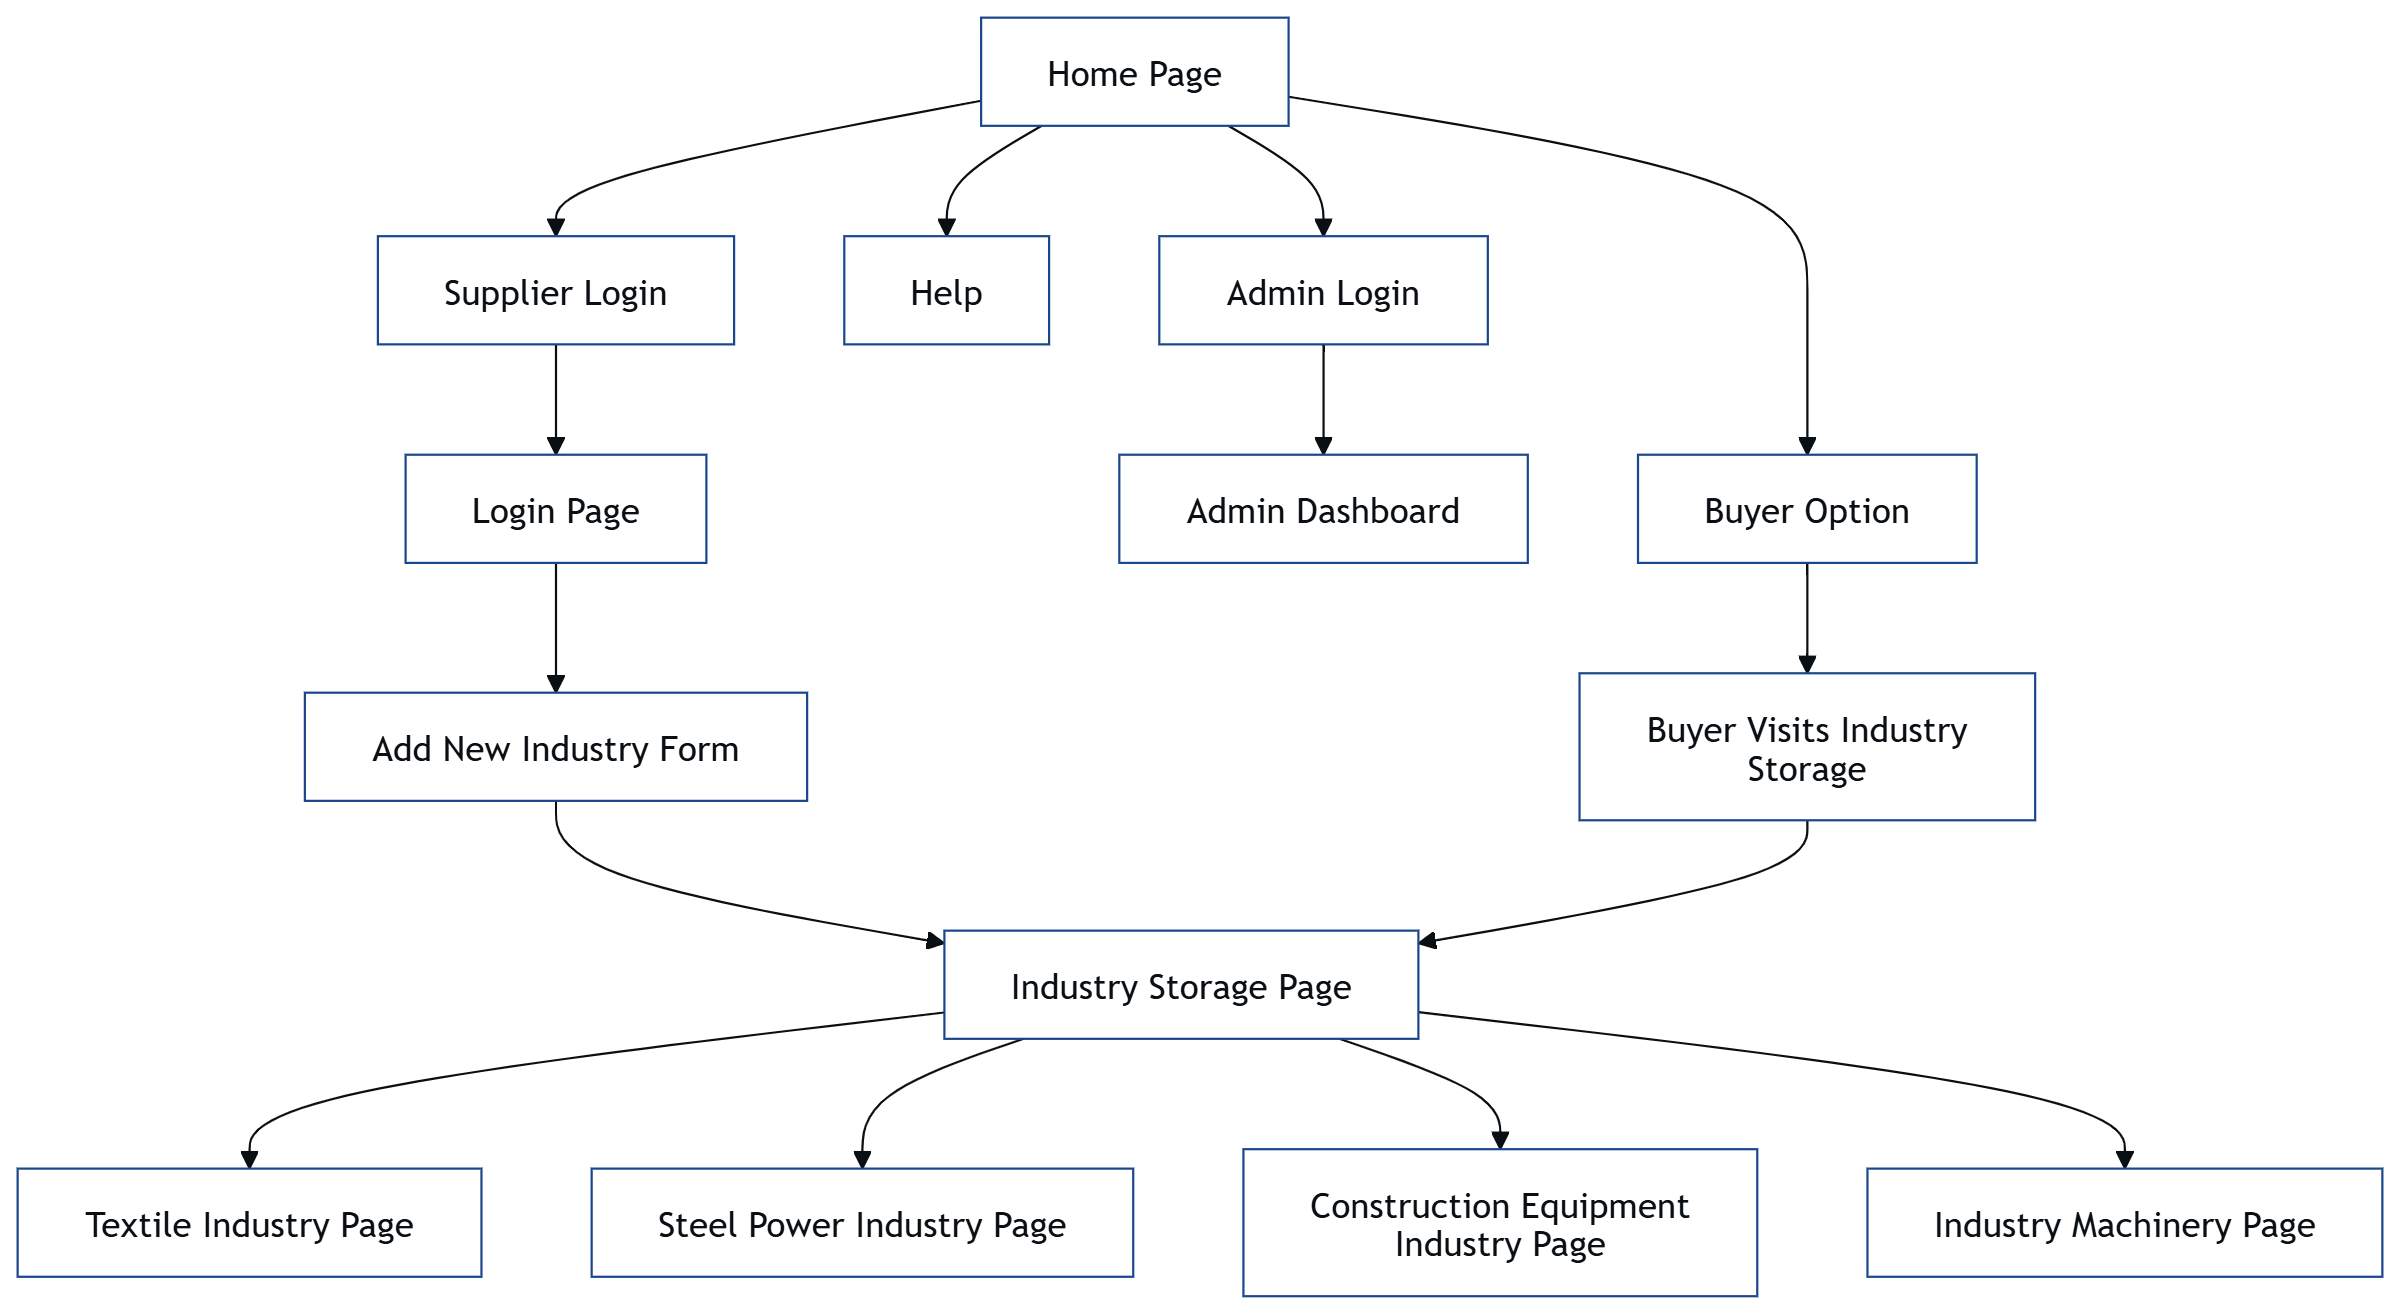 Home Page
Supplier Login
Help
Admin Login
Login Page
Admin Dashboard
Buyer Option
Add New Industry Form
Buyer Visits Industry
Storage
Industry Storage Page
Textile Industry Page
Steel Power Industry Page
Construction Equipment
Industry Page
Industry Machinery Page